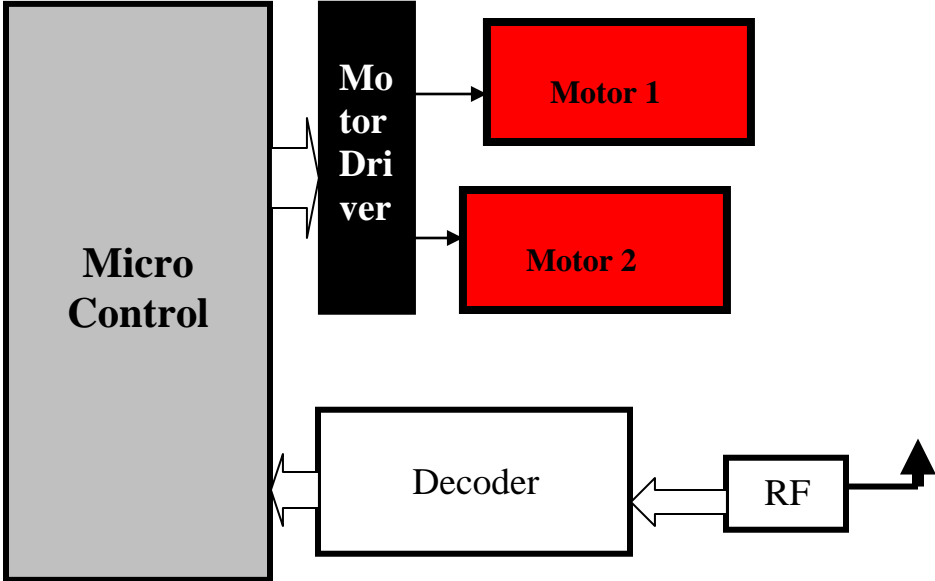 Micro
Control
Mo
tor
Dri
ver
Motor 1
Motor 2
Decoder
RF